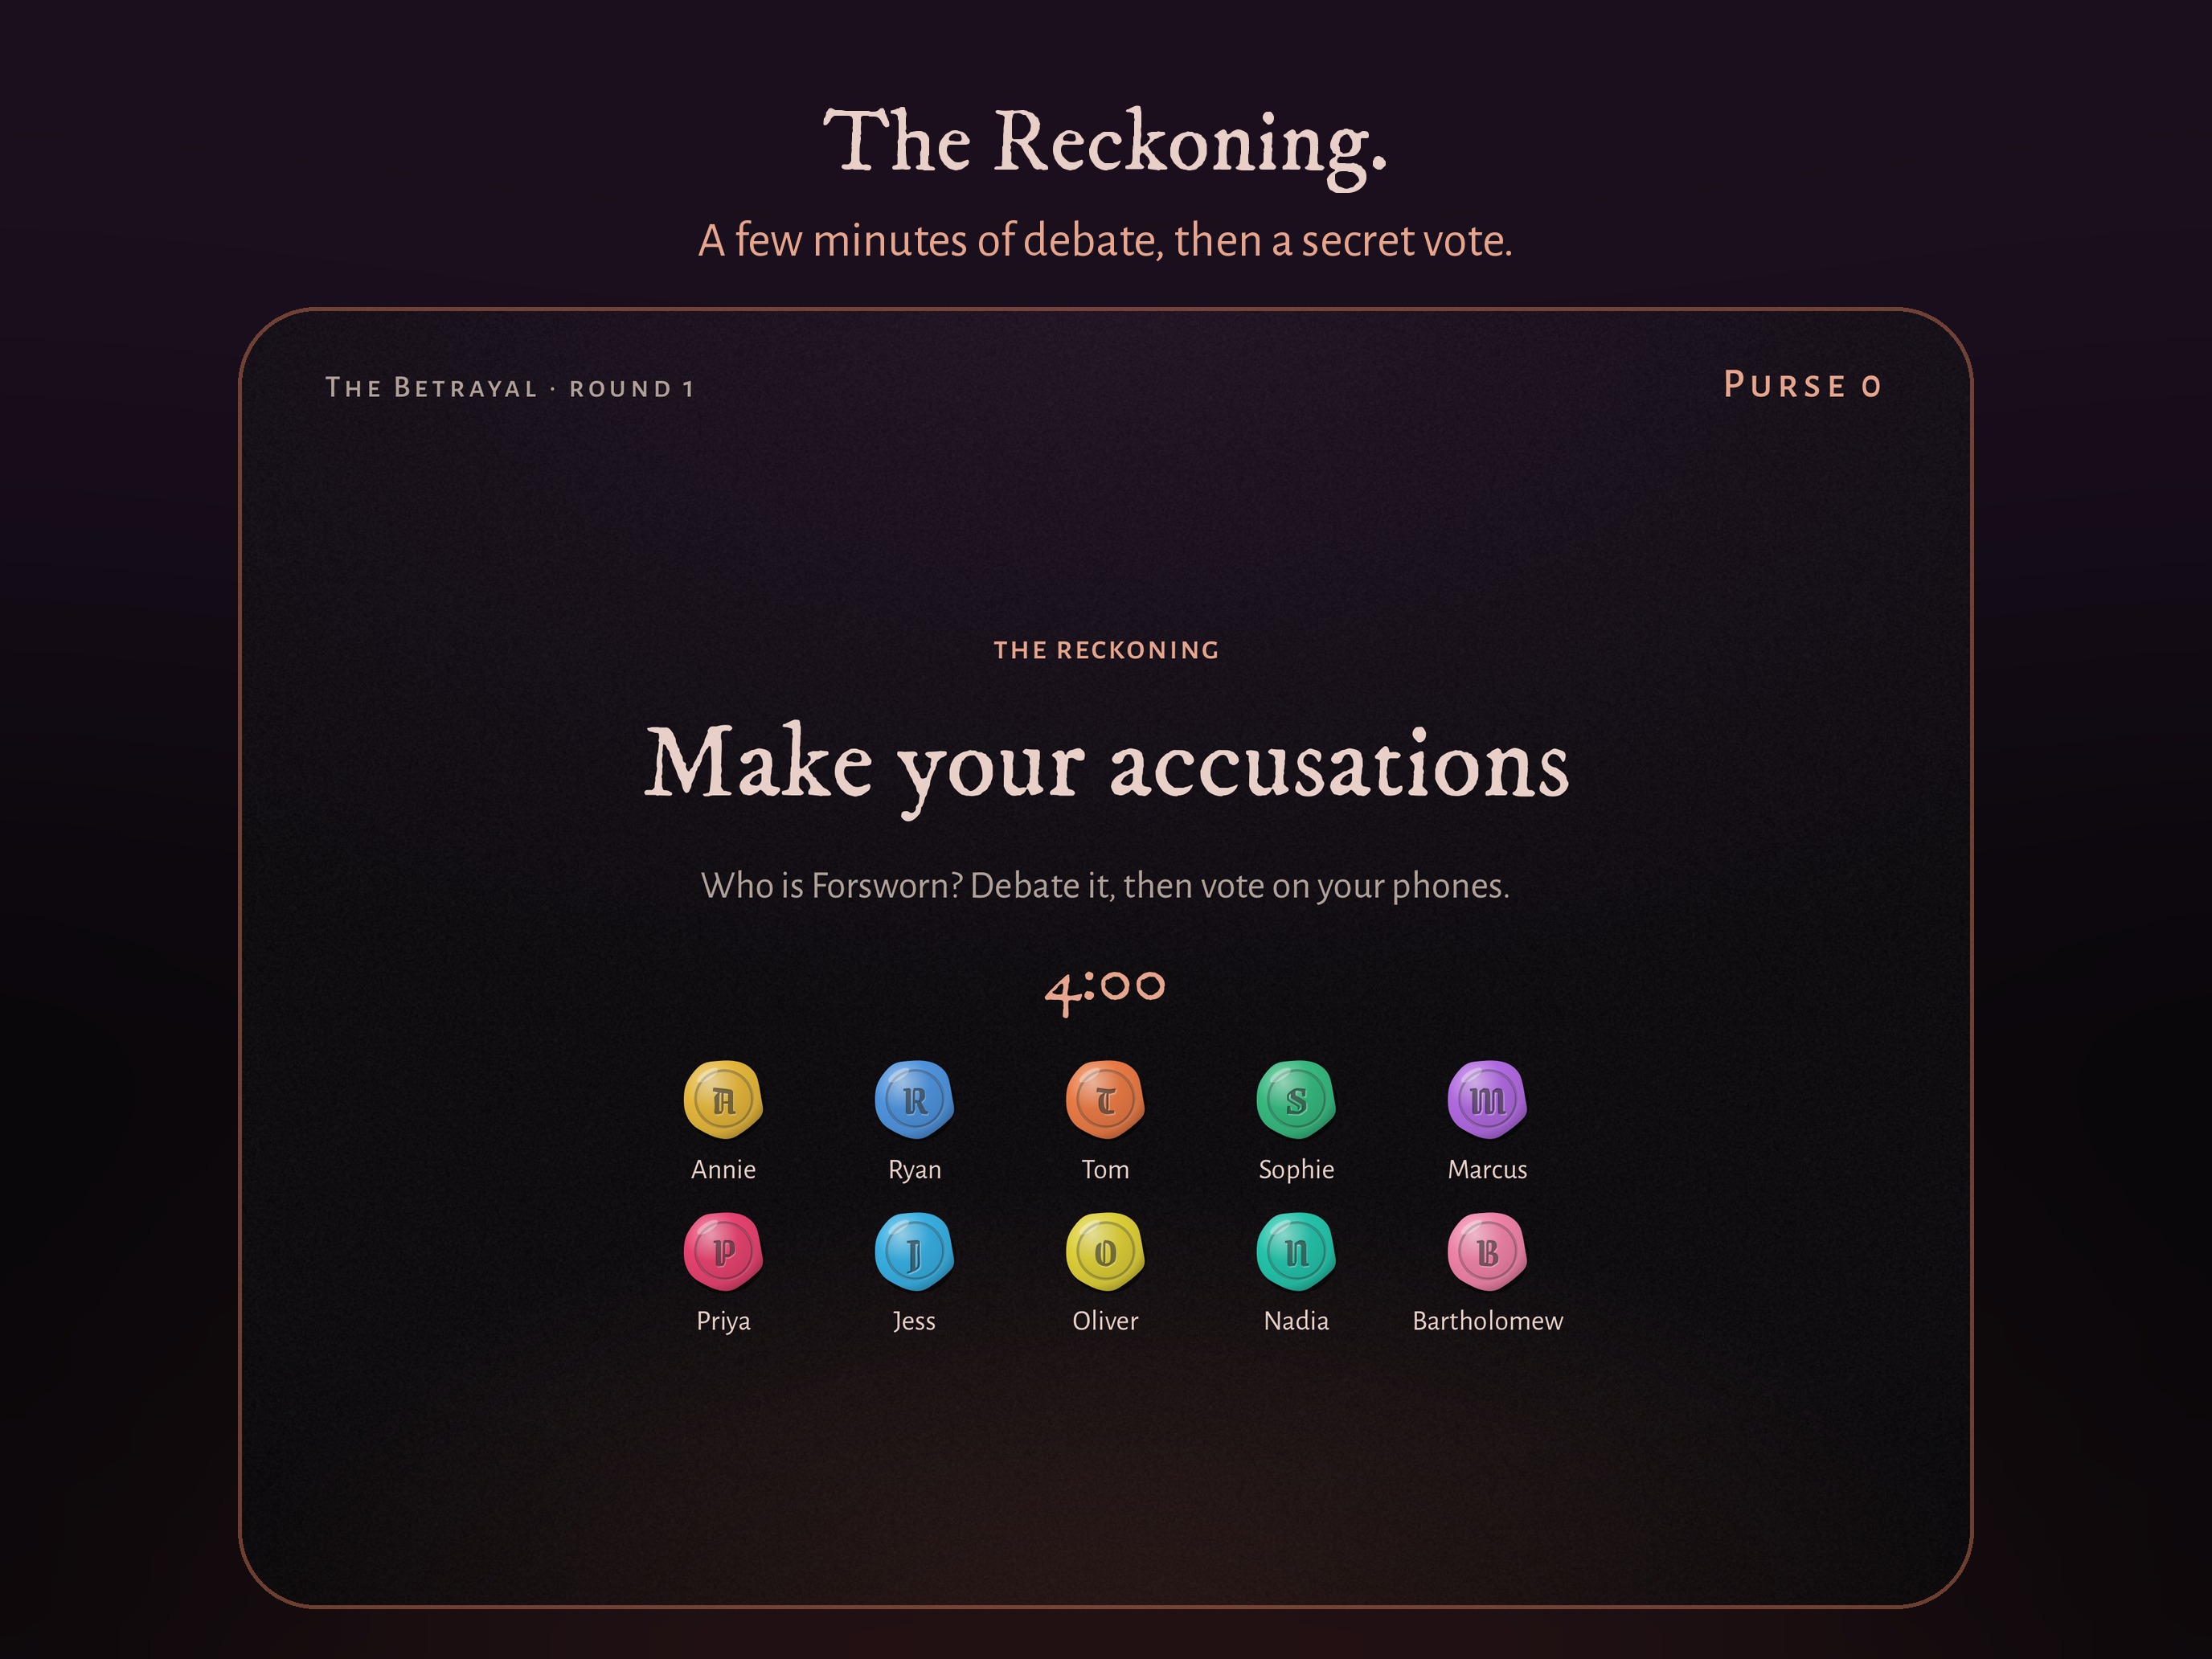 The Reckoning.
A few minutes of debate, then a secret vote.
The Betrayal · round 1
Purse 0
THE RECKONING
Make your accusations
Who is Forsworn? Debate it, then vote on your phones.
4:00
A R T S M
Annie Ryan Tom Sophie Marcus
P J O N B
Priya Jess Oliver Nadia Bartholomew